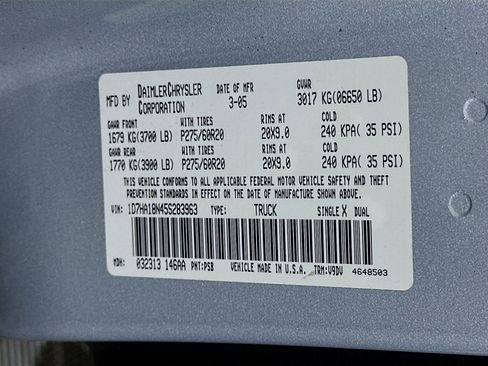 MFD BY DAIMLERCHRYSLER CORPORATION DATE OF MFR 3-05 GVWR 3017 KG(06650 LB)
GAWR FRONT WITH TIRES RIMS AT COLD
1679 KG(3700 LB) P275/60R20 20X9.0 240 KPA( 35 PSI)
GAWR REAR WITH TIRES RIMS AT COLD
1770 KG(3900 LB) P275/60R20 20X9.0 240 KPA( 35 PSI)
THIS VEHICLE CONFORMS TO ALL APPLICABLE FEDERAL MOTOR VEHICLE SAFETY AND THEFT
PREVENTION STANDARDS IN EFFECT ON THE DATE OF MANUFACTURE SHOWN ABOVE.
VIN: 1D7HA18N45S283963 TYPE: TRUCK SINGLE X DUAL
MDH: 032313 146AA PNT:PSB VEHICLE MADE IN U.S.A. TRM:V9DV
4648503